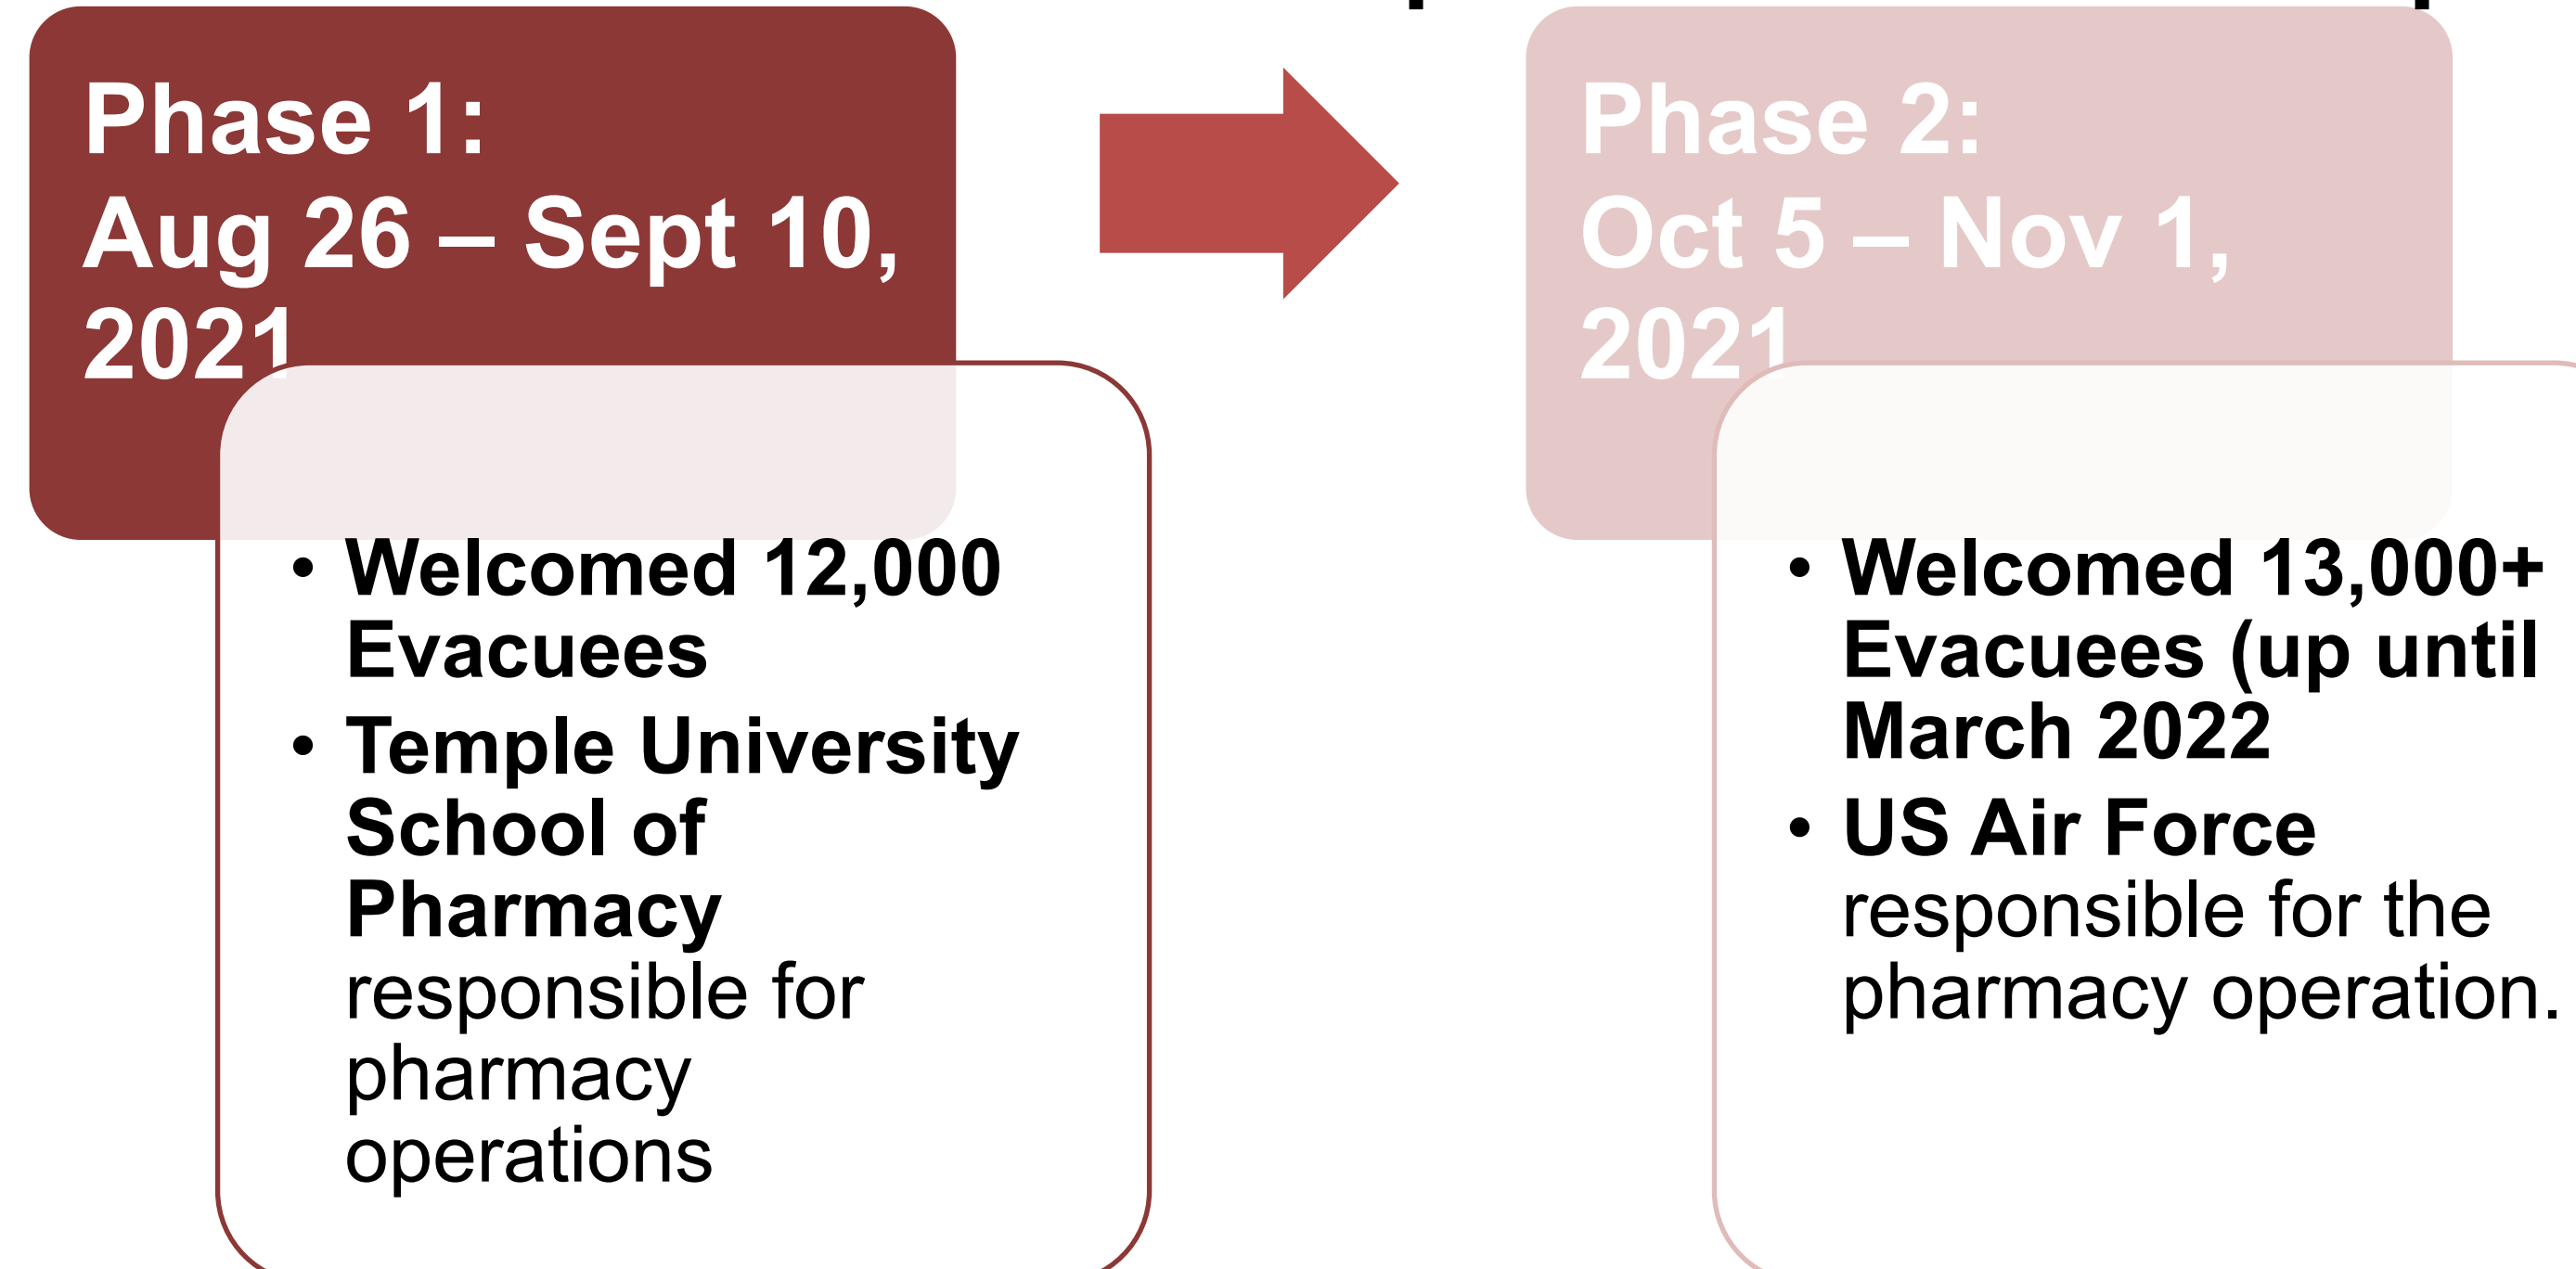 Phase 1:
Aug 26 – Sept 10,
2021
• Welcomed 12,000
Evacuees
• Temple University
School of
Pharmacy
responsible for
pharmacy
operations
Phase 2:
Oct 5 – Nov 1,
2021
• Welcomed 13,000+
Evacuees (up until
March 2022
• US Air Force
responsible for the
pharmacy operation.